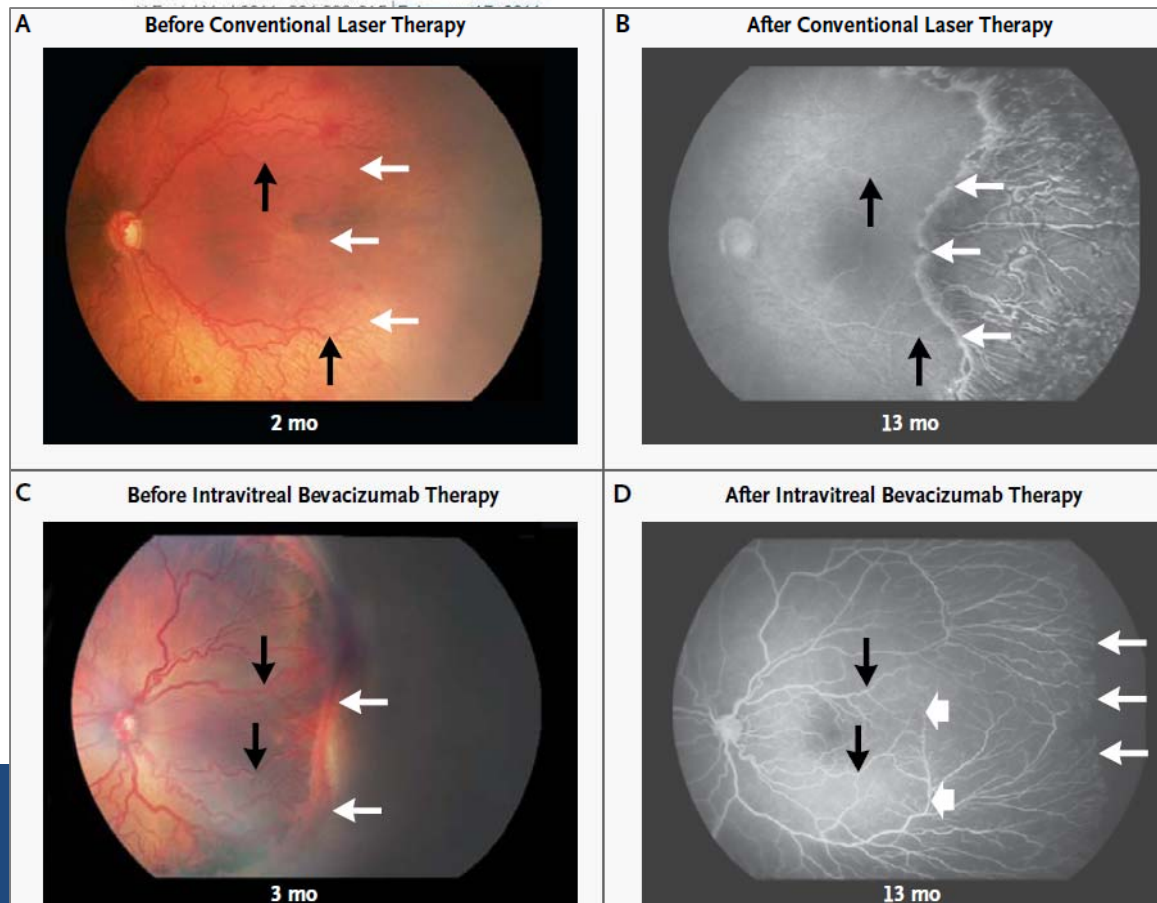 A
Before Conventional Laser Therapy
2 mo
B
After Conventional Laser Therapy
13 mo
C
Before Intravitreal Bevacizumab Therapy
3 mo
D
After Intravitreal Bevacizumab Therapy
13 mo